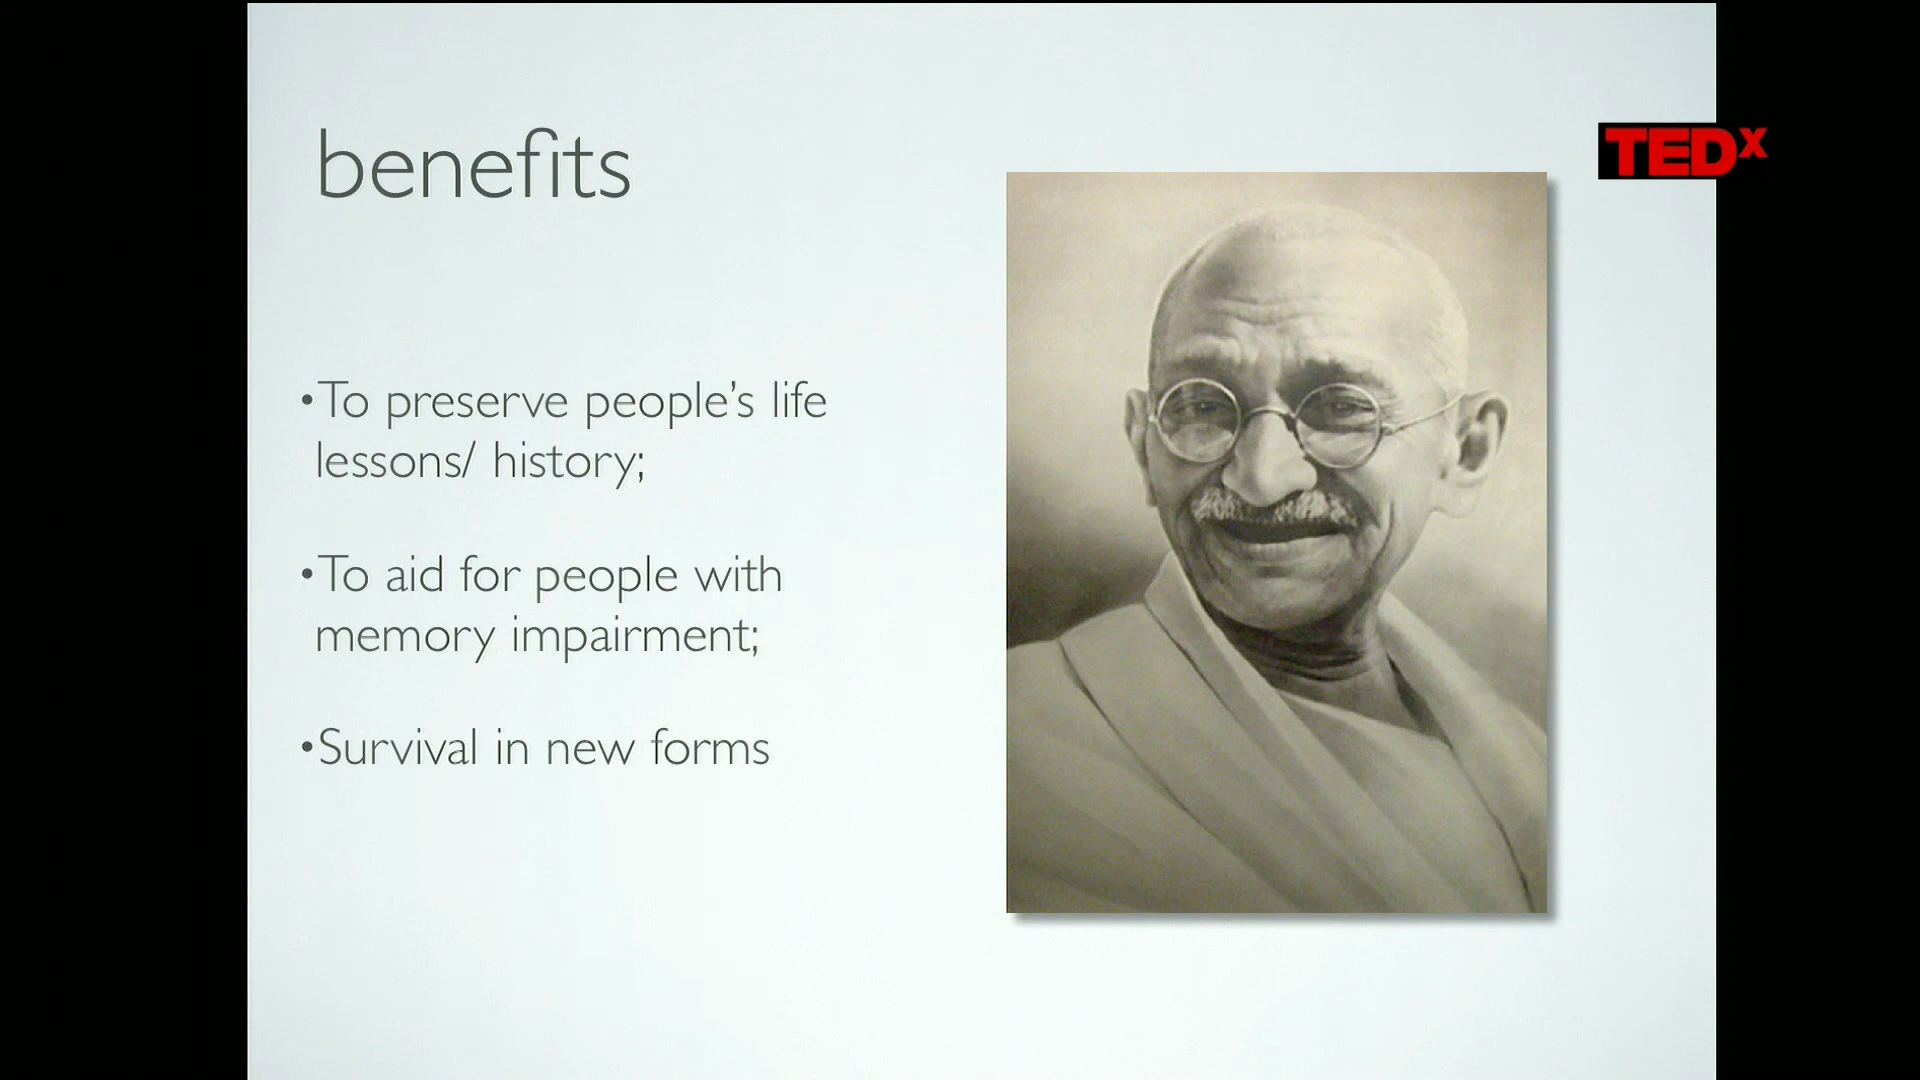 benefits
TEDx
•To preserve people's life
lessons/ history;
•To aid for people with
memory impairment;
•Survival in new forms